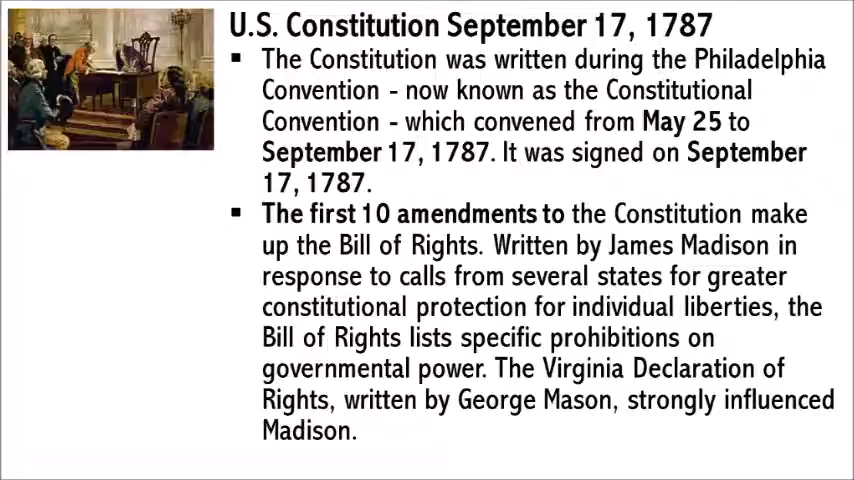 U.S. Constitution September 17, 1787
▪ The Constitution was written during the Philadelphia
Convention - now known as the Constitutional
Convention - which convened from May 25 to
September 17, 1787. It was signed on September
17, 1787.
▪ The first 10 amendments to the Constitution make
up the Bill of Rights. Written by James Madison in
response to calls from several states for greater
constitutional protection for individual liberties, the
Bill of Rights lists specific prohibitions on
governmental power. The Virginia Declaration of
Rights, written by George Mason, strongly influenced
Madison.